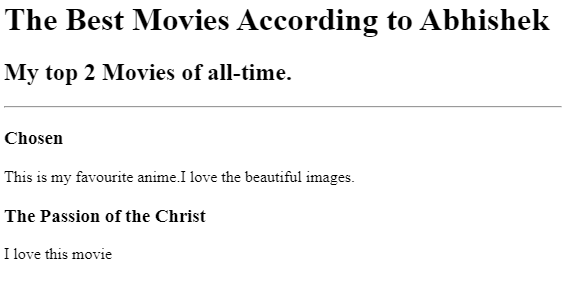 The Best Movies According to Abhishek
My top 2 Movies of all-time.
Chosen
This is my favourite anime.I love the beautiful images.
The Passion of the Christ
I love this movie